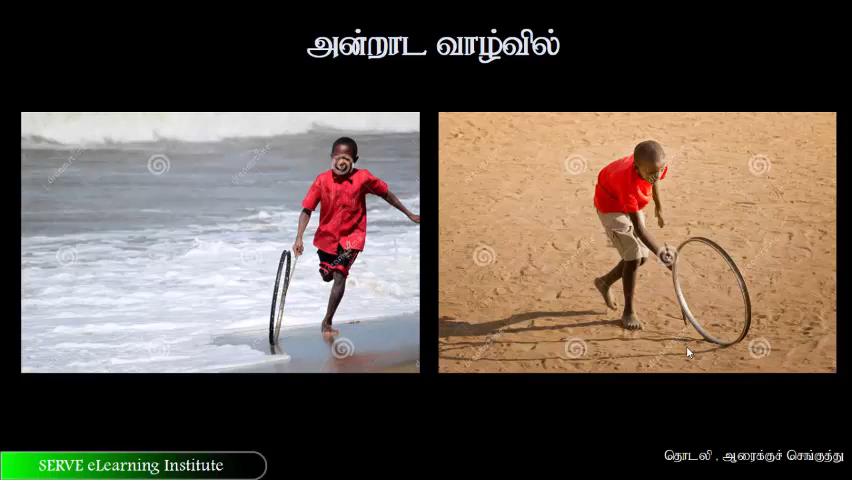 அன்றாட வாழ்வில்
SERVE eLearning Institute
தொடலி , ஆரைக்குச் செங்குத்து